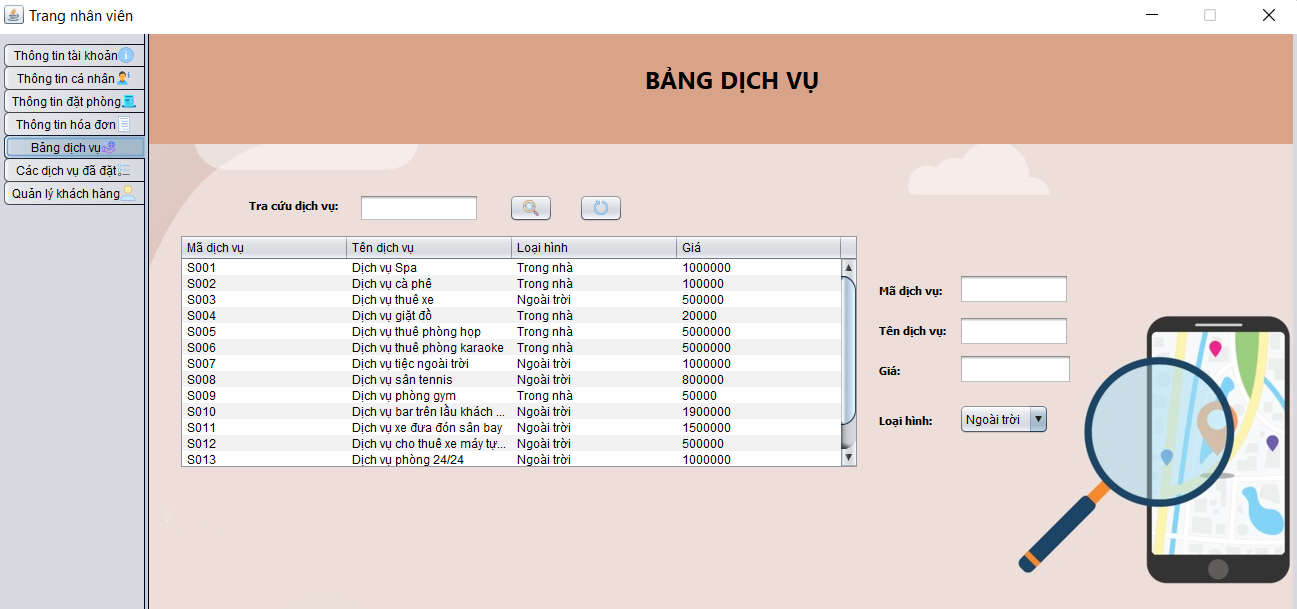 Trang nhân viên
Thông tin tài khoản
Thông tin cá nhân
Thông tin đặt phòng
Thông tin hóa đơn
Bảng dịch vụ
Các dịch vụ đã đặt
Quản lý khách hàng
BẢNG DỊCH VỤ
Tra cứu dịch vụ:
Mã dịch vụ Tên dịch vụ Loại hình Giá
S001 Dịch vụ Spa Trong nhà 1000000
S002 Dịch vụ cà phê Trong nhà 100000
S003 Dịch vụ thuê xe Ngoài trời 500000
S004 Dịch vụ giặt đồ Trong nhà 20000
S005 Dịch vụ thuê phòng họp Trong nhà 5000000
S006 Dịch vụ thuê phòng karaoke Trong nhà 5000000
S007 Dịch vụ tiệc ngoài trời Ngoài trời 1000000
S008 Dịch vụ sân tennis Ngoài trời 800000
S009 Dịch vụ phòng gym Trong nhà 50000
S010 Dịch vụ bar trên lầu khách ... Ngoài trời 1900000
S011 Dịch vụ xe đưa đón sân bay Ngoài trời 1500000
S012 Dịch vụ cho thuê xe máy tự... Ngoài trời 500000
S013 Dịch vụ phòng 24/24 Ngoài trời 1000000
Mã dịch vụ:
Tên dịch vụ:
Giá:
Loại hình: Ngoài trời